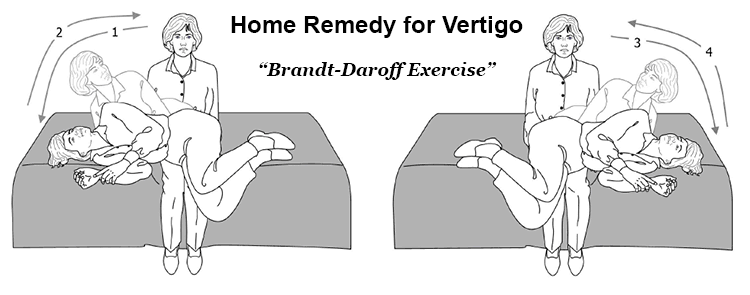 Home Remedy for Vertigo
“Brandt-Daroff Exercise”
2
1
3
4